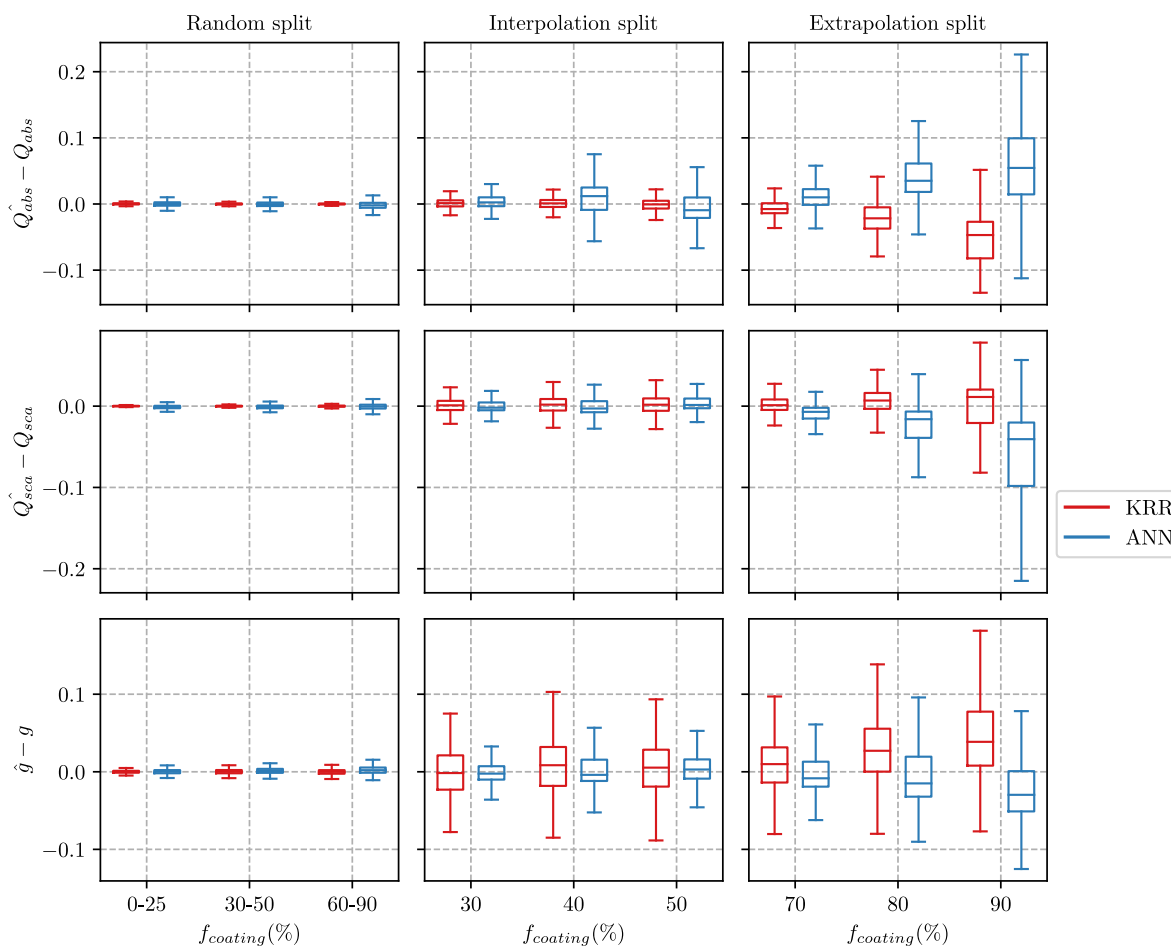 Random split
Interpolation split
Extrapolation split
0.2
0.1
0.0
−0.1
Q̂abs − Qabs
0.0
−0.1
−0.2
Q̂sca − Qsca
KRR
ANN
0.1
0.0
−0.1
ĝ − g
0-25 30-50 60-90
30 40 50
70 80 90
fcoating(%)
fcoating(%)
fcoating(%)